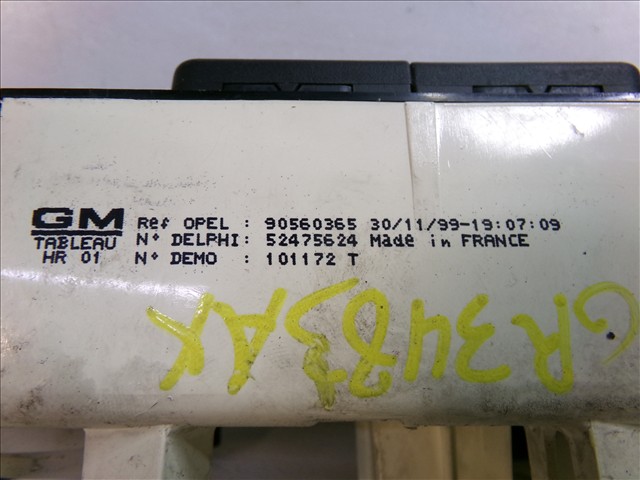 GM
TABLEAU
HR 01
Ref OPEL : 90560365 30/11/99-19:07:09
N° DELPHI: 52475624 Made in FRANCE
N° DEMO : 101172 T